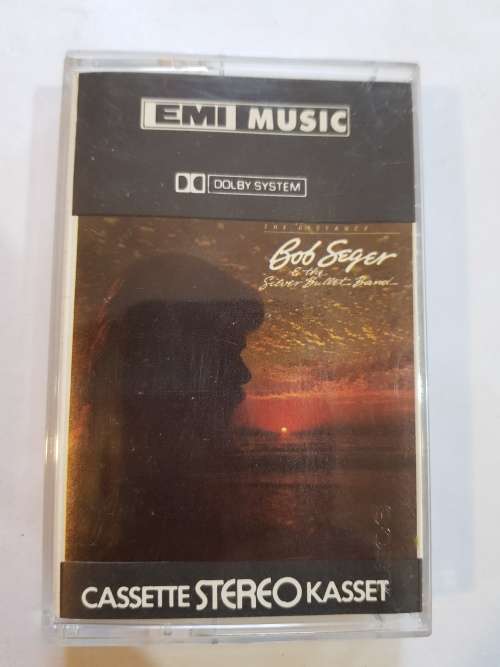 EMI MUSIC
DOLBY SYSTEM
THE DISTANCE
Bob Seger
& the
Silver Bullet Band
CASSETTE STEREO KASSET